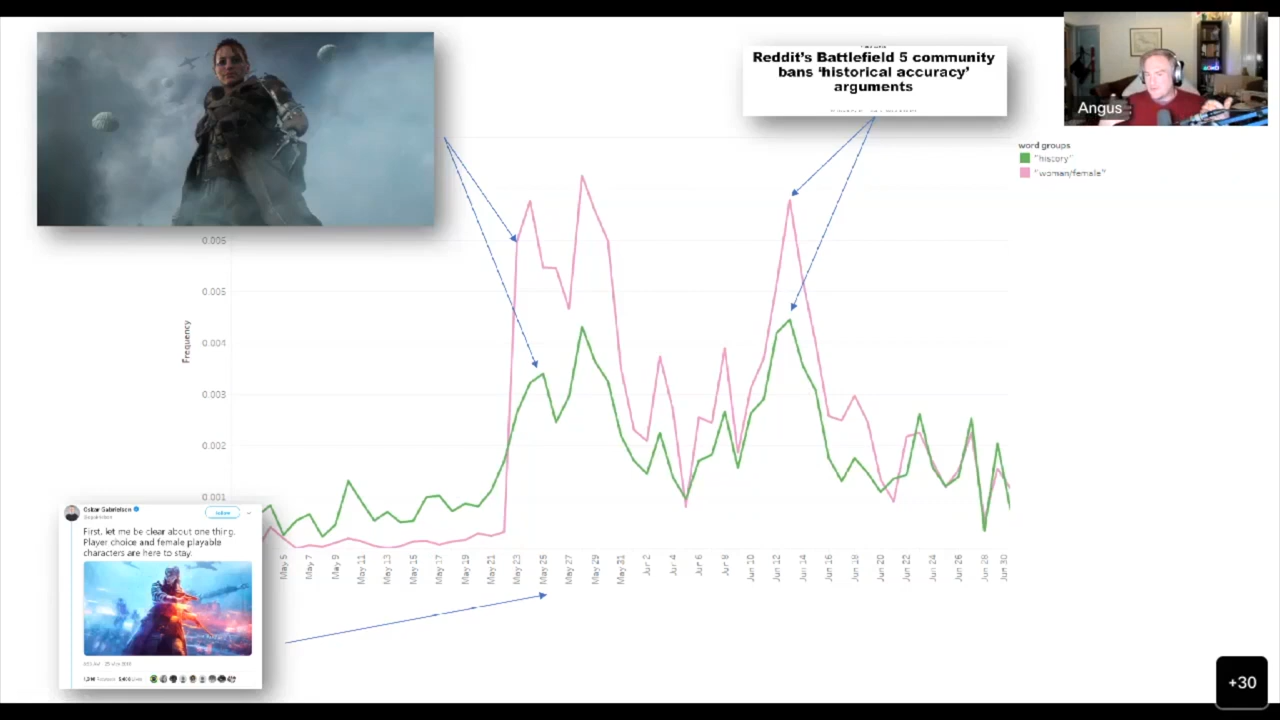 Reddit's Battlefield 5 community
bans 'historical accuracy'
arguments
Angus
word groups
"history"
"woman/female"
0.006
0.005
0.004
0.003
0.002
0.001
Frequency
May 5
May 7
May 9
May 11
May 13
May 15
May 17
May 19
May 21
May 23
May 25
May 27
May 29
May 31
Jun 2
Jun 4
Jun 6
Jun 8
Jun 10
Jun 12
Jun 14
Jun 16
Jun 18
Jun 20
Jun 22
Jun 24
Jun 26
Jun 28
Jun 30
Oskar Gabrielson
First, let me be clear about one thing.
Player choice and female playable
characters are here to stay.
+30